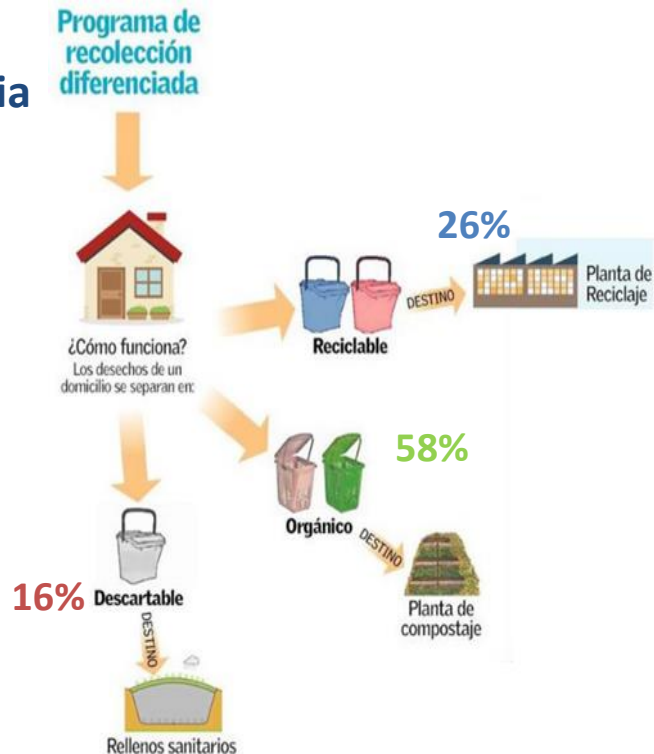 Programa de
recolección
diferenciada
ia
26%
Planta de
Reciclaje
DESTINO
Reciclable
¿Cómo funciona?
Los desechos de un
domicilio se separan en:
58%
Orgánico
DESTINO
Planta de
compostaje
16%
Descartable
DESTINO
Rellenos sanitarios